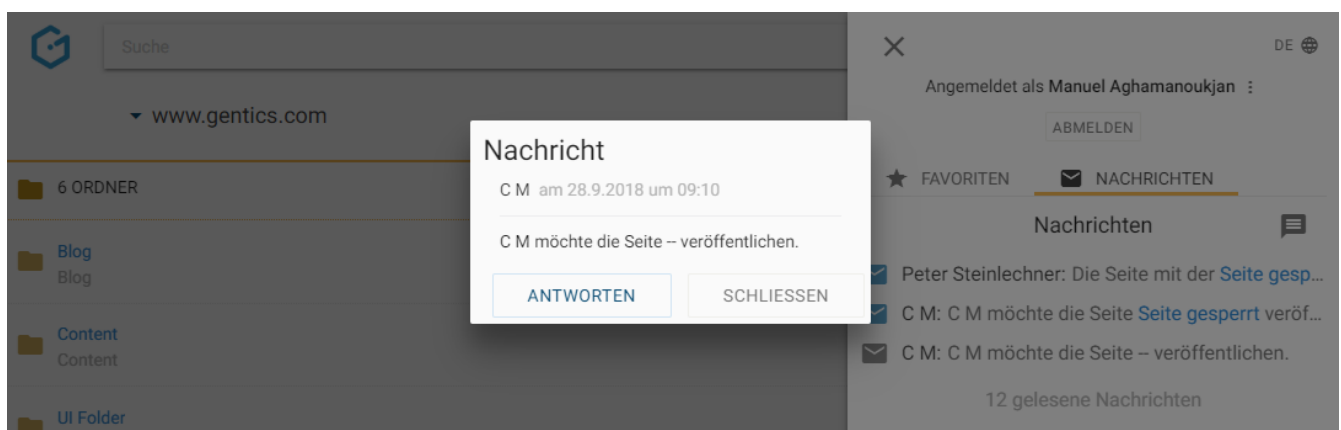 Suche
DE
Angemeldet als Manuel Aghamanoukjan
ABMELDEN
www.gentics.com
FAVORITEN
NACHRICHTEN
6 ORDNER
Nachrichten
Blog
Blog
Content
Content
UI Folder
Nachricht
C M am 28.9.2018 um 09:10
C M möchte die Seite -- veröffentlichen.
ANTWORTEN
SCHLIESSEN
Peter Steinlechner: Die Seite mit der Seite gesp...
C M: C M möchte die Seite Seite gesperrt veröf...
C M: C M möchte die Seite -- veröffentlichen.
12 gelesene Nachrichten